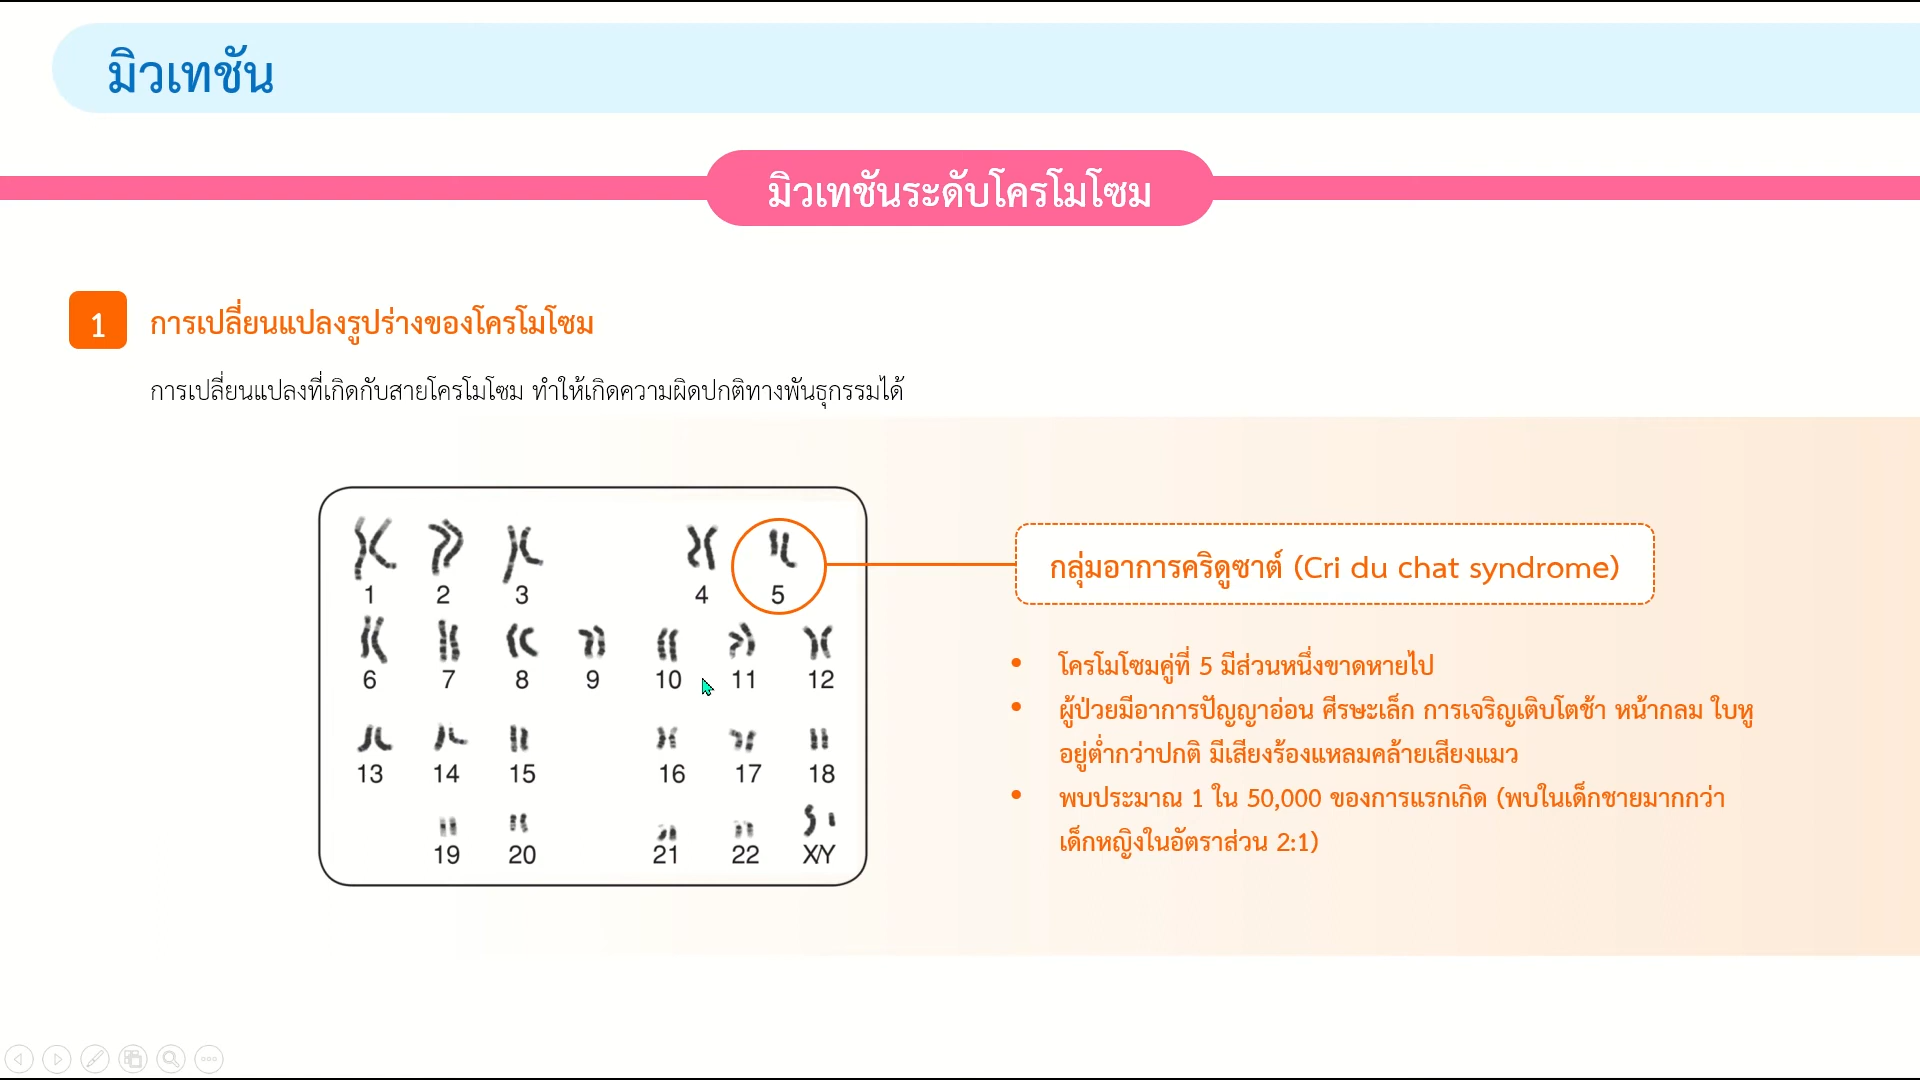 มิวเทชัน
มิวเทชันระดับโครโมโซม
1 การเปลี่ยนแปลงรูปร่างของโครโมโซม
การเปลี่ยนแปลงที่เกิดกับสายโครโมโซม ทำให้เกิดความผิดปกติทางพันธุกรรมได้
1 2 3 4 5
6 7 8 9 10 11 12
13 14 15 16 17 18
19 20 21 22 X/Y
กลุ่มอาการคริดูซาต์ (Cri du chat syndrome)
• โครโมโซมคู่ที่ 5 มีส่วนหนึ่งขาดหายไป
• ผู้ป่วยมีอาการปัญญาอ่อน ศีรษะเล็ก การเจริญเติบโตช้า หน้ากลม ใบหู
อยู่ต่ำกว่าปกติ มีเสียงร้องแหลมคล้ายเสียงแมว
• พบประมาณ 1 ใน 50,000 ของการแรกเกิด (พบในเด็กชายมากกว่า
เด็กหญิงในอัตราส่วน 2:1)